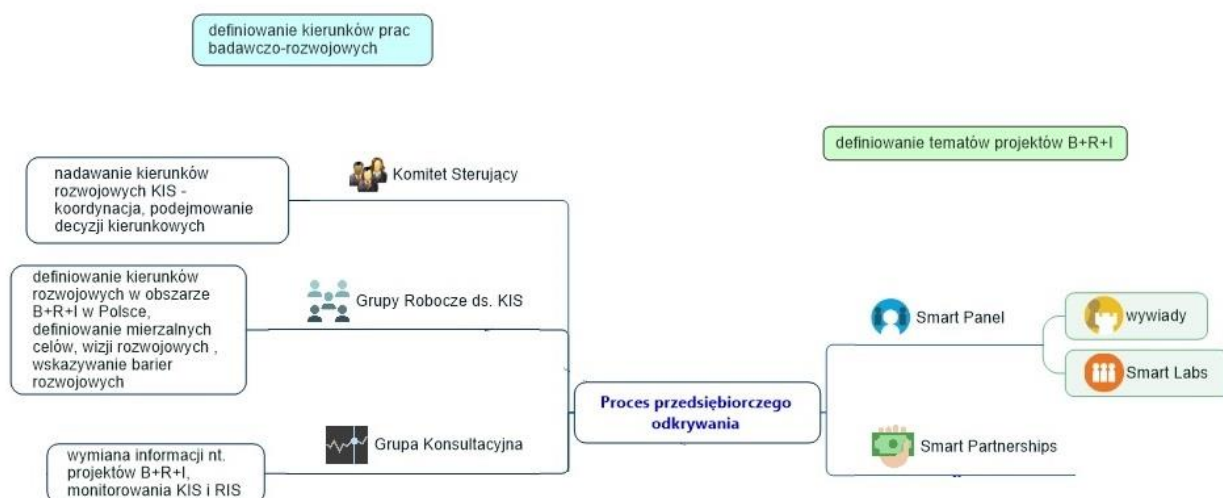 definiowanie kierunków prac
badawczo-rozwojowych
definiowanie tematów projektów B+R+I
nadawanie kierunków
rozwojowych KIS -
koordynacja, podejmowanie
decyzji kierunkowych
Komitet Sterujący
definiowanie kierunków
rozwojowych w obszarze
B+R+I w Polsce,
definiowanie mierzalnych
celów, wizji rozwojowych ,
wskazywanie barier
rozwojowych
Grupy Robocze ds. KIS
wymiana informacji nt.
projektów B+R+I,
monitorowania KIS i RIS
Grupa Konsultacyjna
Proces przedsiębiorczego
odkrywania
Smart Panel
wywiady
Smart Labs
Smart Partnerships